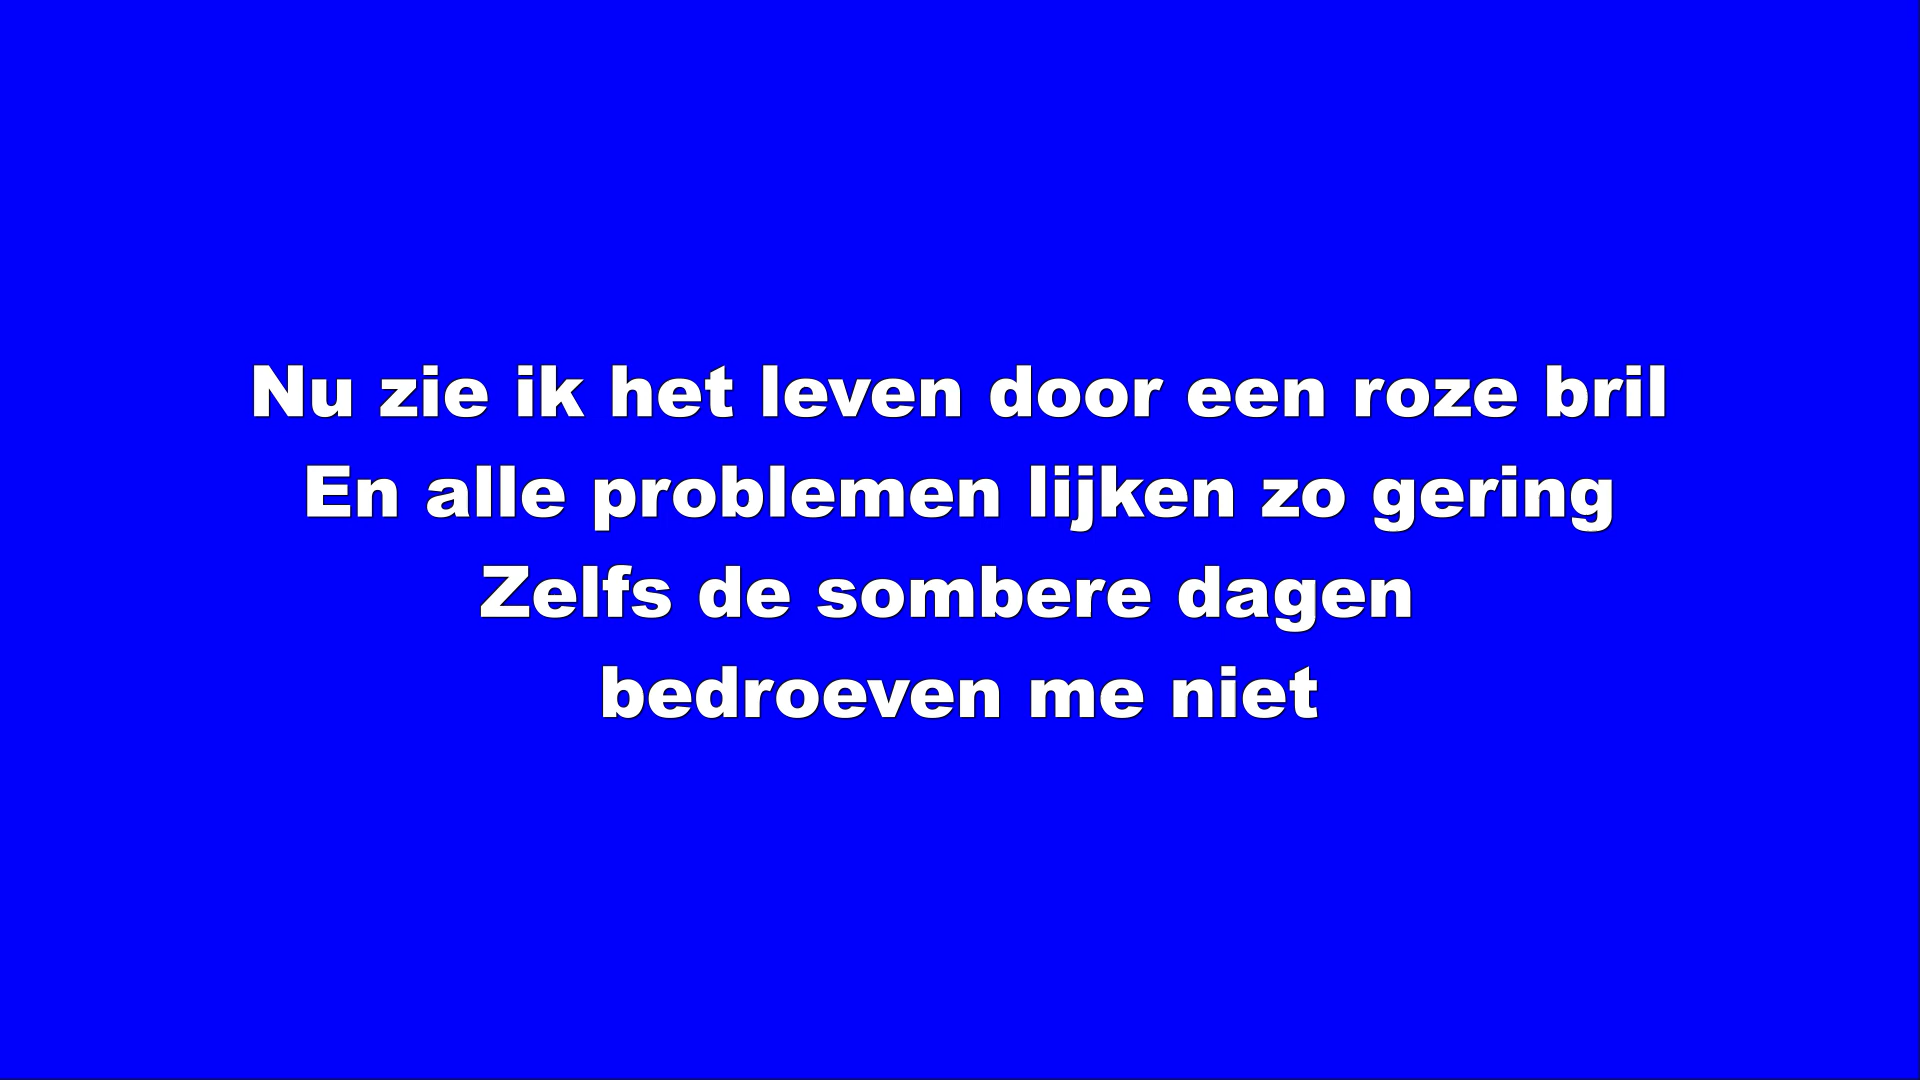 Nu zie ik het leven door een roze bril
En alle problemen lijken zo gering
Zelfs de sombere dagen
bedroeven me niet